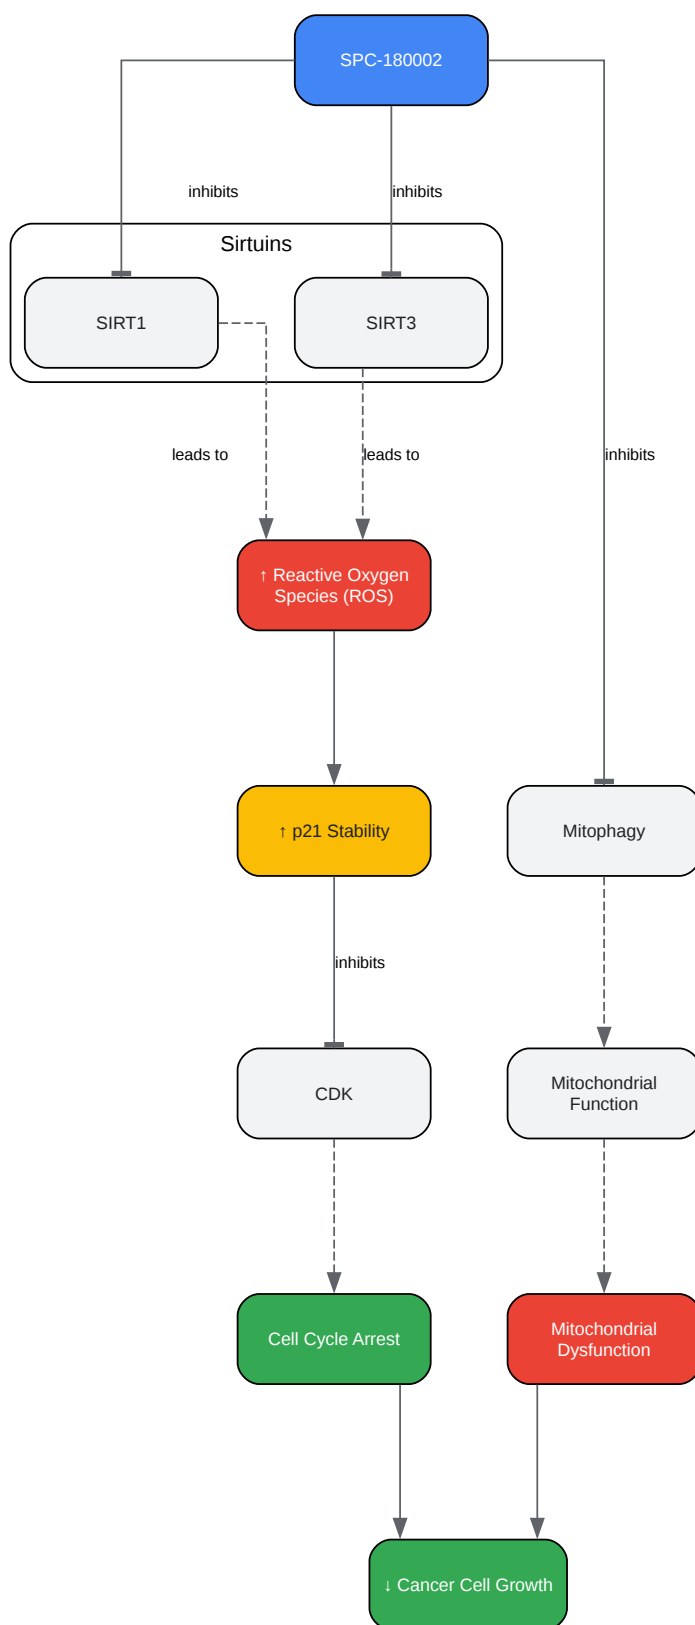 SPC-180002
inhibits
inhibits
Sirtuins
SIRT1
SIRT3
leads to
leads to
inhibits
↑ Reactive Oxygen
Species (ROS)
↑ p21 Stability
Mitophagy
inhibits
CDK
Mitochondrial
Function
Cell Cycle Arrest
Mitochondrial
Dysfunction
↓ Cancer Cell Growth